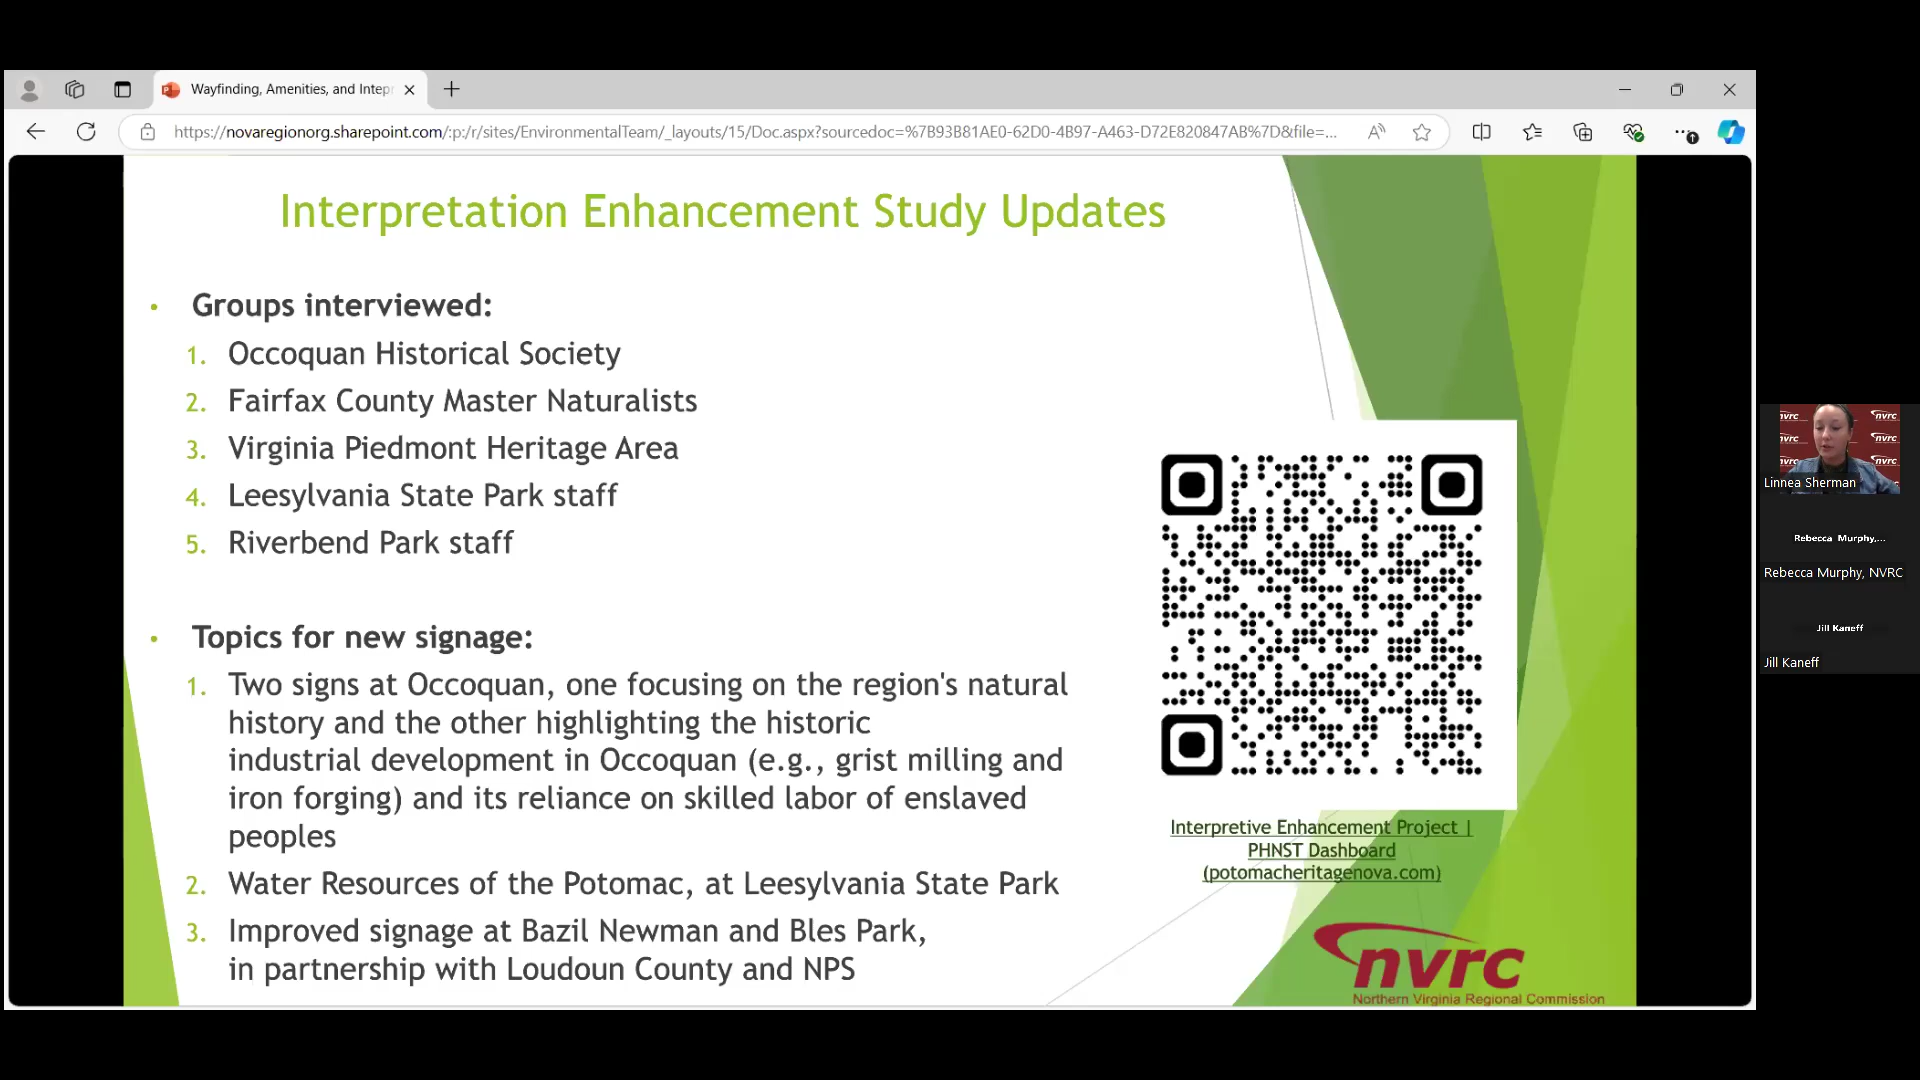 Wayfinding, Amenities, and Intepr
https://novaregionorg.sharepoint.com/:p:/r/sites/EnvironmentalTeam/_layouts/15/Doc.aspx?sourcedoc=%7B93B81AE0-62D0-4B97-A463-D72E820847AB%7D&file=...
Interpretation Enhancement Study Updates
• Groups interviewed:
1. Occoquan Historical Society
2. Fairfax County Master Naturalists
3. Virginia Piedmont Heritage Area
4. Leesylvania State Park staff
5. Riverbend Park staff
• Topics for new signage:
1. Two signs at Occoquan, one focusing on the region's natural
history and the other highlighting the historic
industrial development in Occoquan (e.g., grist milling and
iron forging) and its reliance on skilled labor of enslaved
peoples
2. Water Resources of the Potomac, at Leesylvania State Park
3. Improved signage at Bazil Newman and Bles Park,
in partnership with Loudoun County and NPS
Interpretive Enhancement Project |
PHNST Dashboard
(potomacheritagenova.com)
nvrc
Northern Virginia Regional Commission
nvrc nvrc
nvrc nvrc
nvrc nvrc
Linnea Sherman
Rebecca Murphy,...
Rebecca Murphy, NVRC
Jill Kaneff
Jill Kaneff